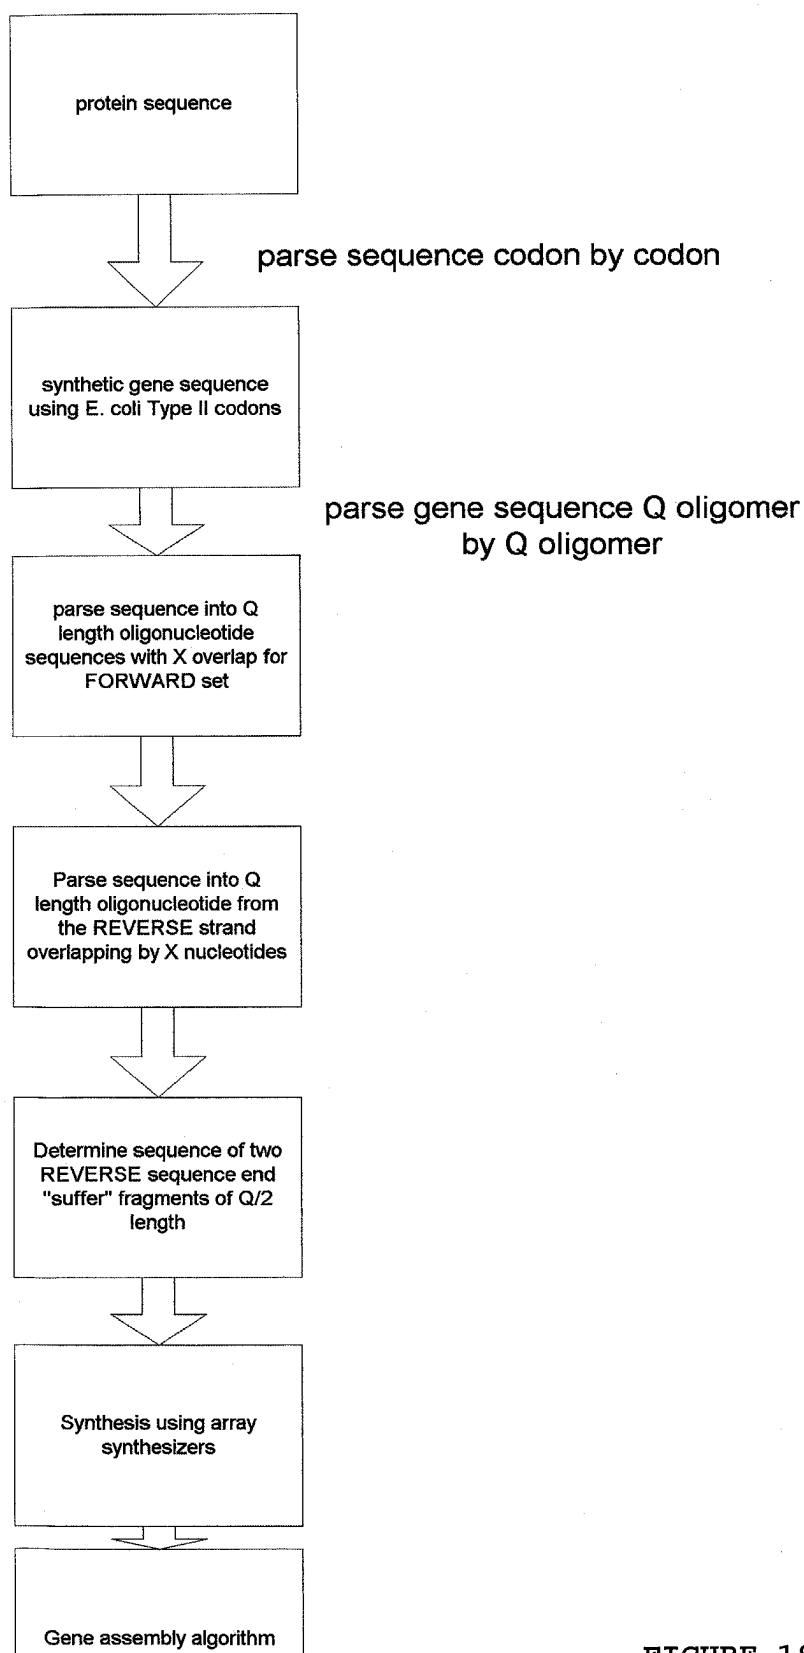 protein sequence
parse sequence codon by codon
synthetic gene sequence
using E. coli Type II codons
parse gene sequence Q oligomer
by Q oligomer
parse sequence into Q
length oligonucleotide
sequences with X overlap for
FORWARD set
Parse sequence into Q
length oligonucleotide from
the REVERSE strand
overlapping by X nucleotides
Determine sequence of two
REVERSE sequence end
"suffer" fragments of Q/2
length
Synthesis using array
synthesizers
Gene assembly algorithm
FIGURE